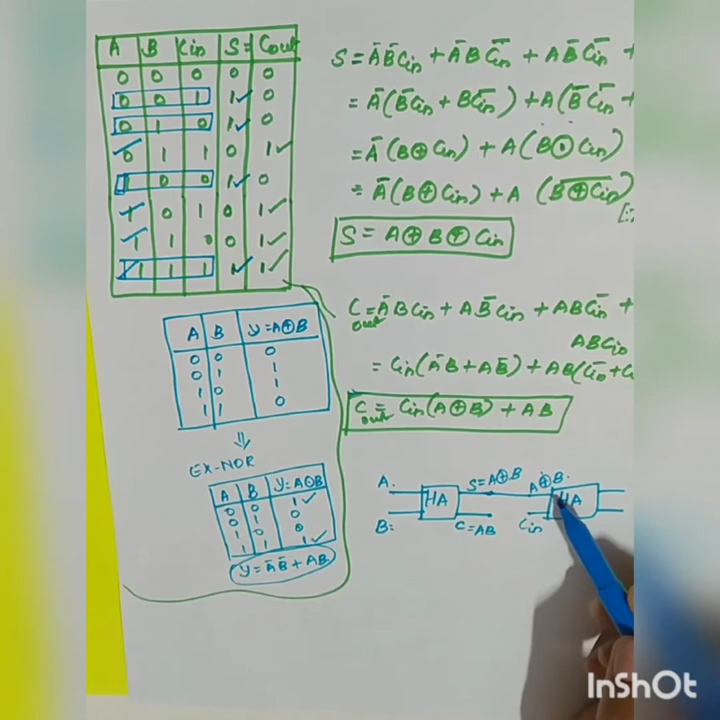 A B Cin S= Cout
0 0 0 0 0
0 0 1 1✓ 0
0 1 0 1✓ 0
0 1 1 0 1✓
1 0 0 1✓ 0
1 0 1 0 1✓
1 1 0 0 1✓
1 1 1 1✓ 1✓
S = A̅B̅Cin + A̅BC̅in + AB̅C̅in +
= A̅(B̅Cin + BC̅in) + A(B̅C̅in +
= A̅(B⊕Cin) + A(B⊙Cin)
= A̅(B⊕Cin) + A (B⊕Cin)̅
[∵
S = A⊕B⊕Cin
Cout = A̅BCin + AB̅Cin + ABC̅in +
ABCin
= Cin(A̅B + AB̅) + AB(C̅in + C
Cout = Cin(A⊕B) + AB
A B Y=A⊕B
0 0 0
0 1 1
1 0 1
1 1 0
⇓
EX-NOR
A B Y=A⊙B
0 0 1✓
0 1 0
1 0 0
1 1 1✓
Y = A̅B̅ + AB
A. HA S=A⊕B A⊕B. HA
B: C=AB Cin
InShOt